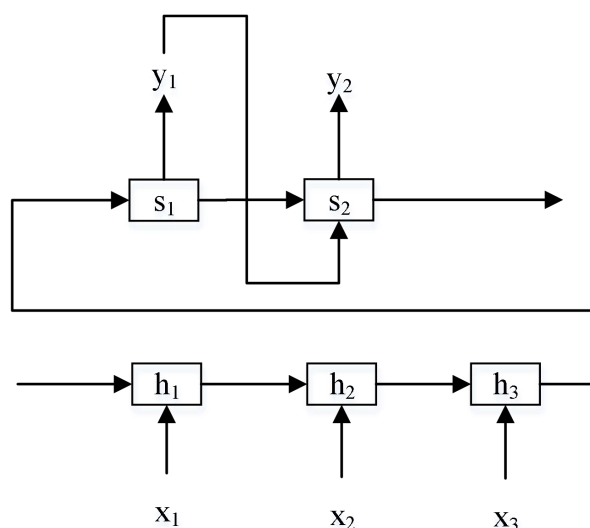 y₁ y₂
s₁ s₂
h₁ h₂ h₃
x₁ x₂ x₃